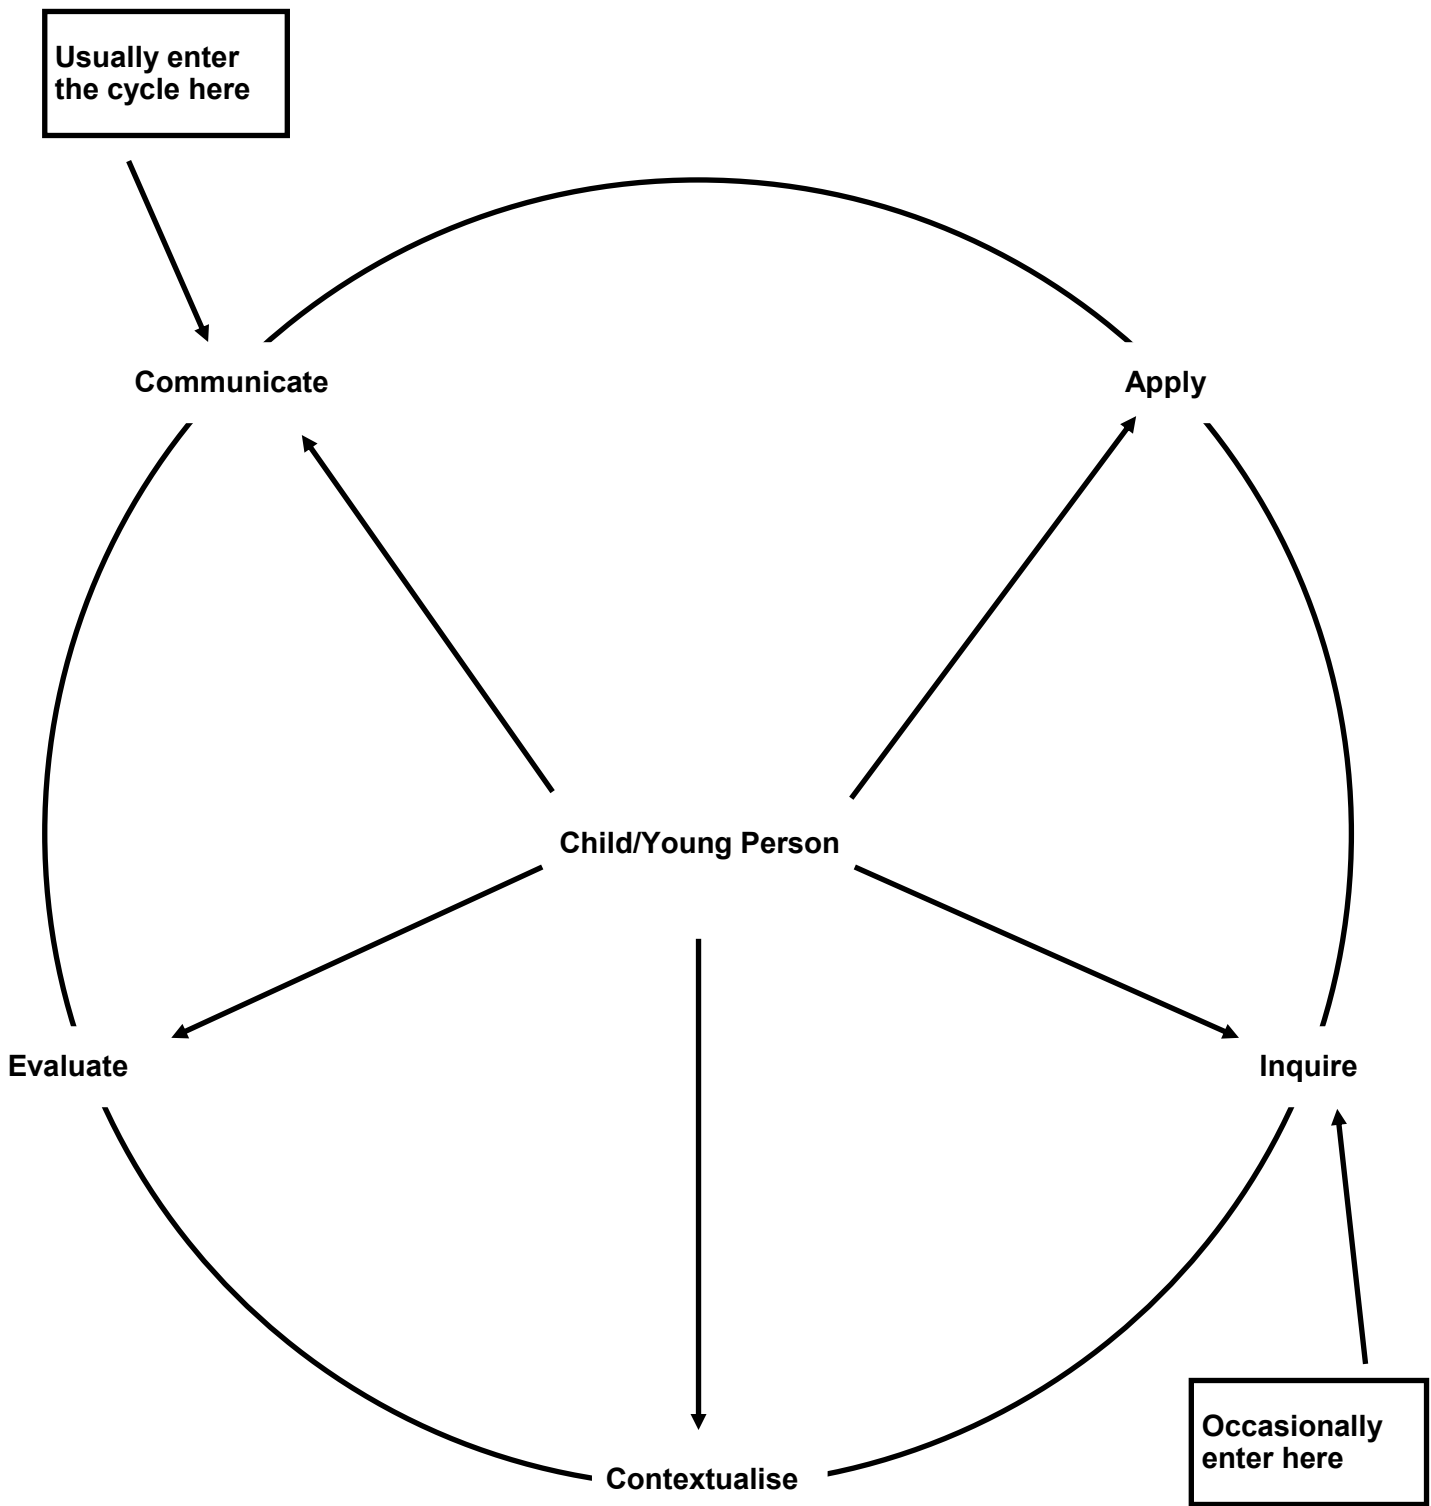 Usually enter
the cycle here
Communicate
Apply
Child/Young Person
Evaluate
Inquire
Contextualise
Occasionally
enter here